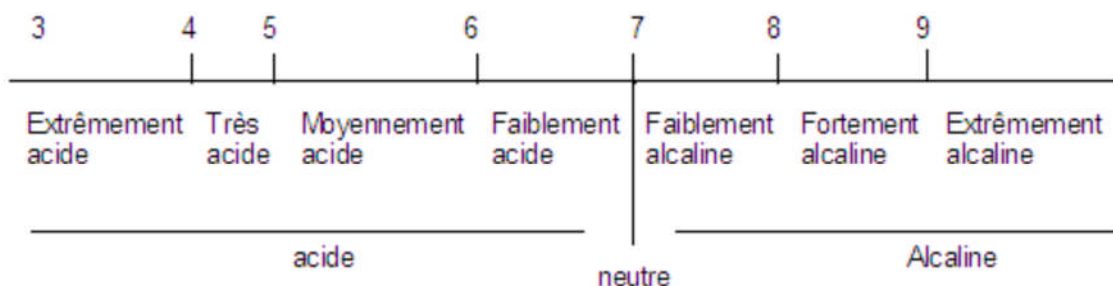 3 4 5 6 7 8 9
Extrêmement Très Moyennement Faiblement Faiblement Fortement Extrêmement
acide acide acide acide alcaline alcaline alcaline
acide Alcaline
neutre